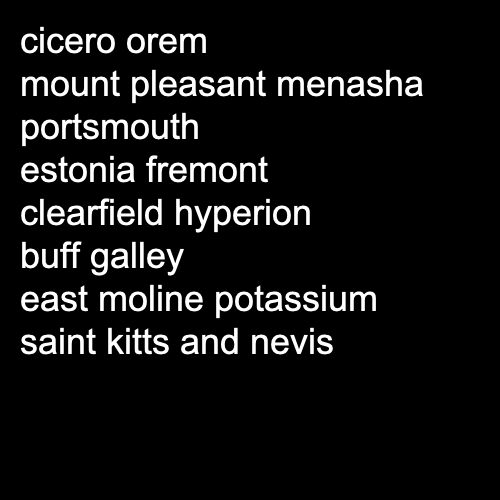 cicero orem
mount pleasant menasha
portsmouth
estonia fremont
clearfield hyperion
buff galley
east moline potassium
saint kitts and nevis